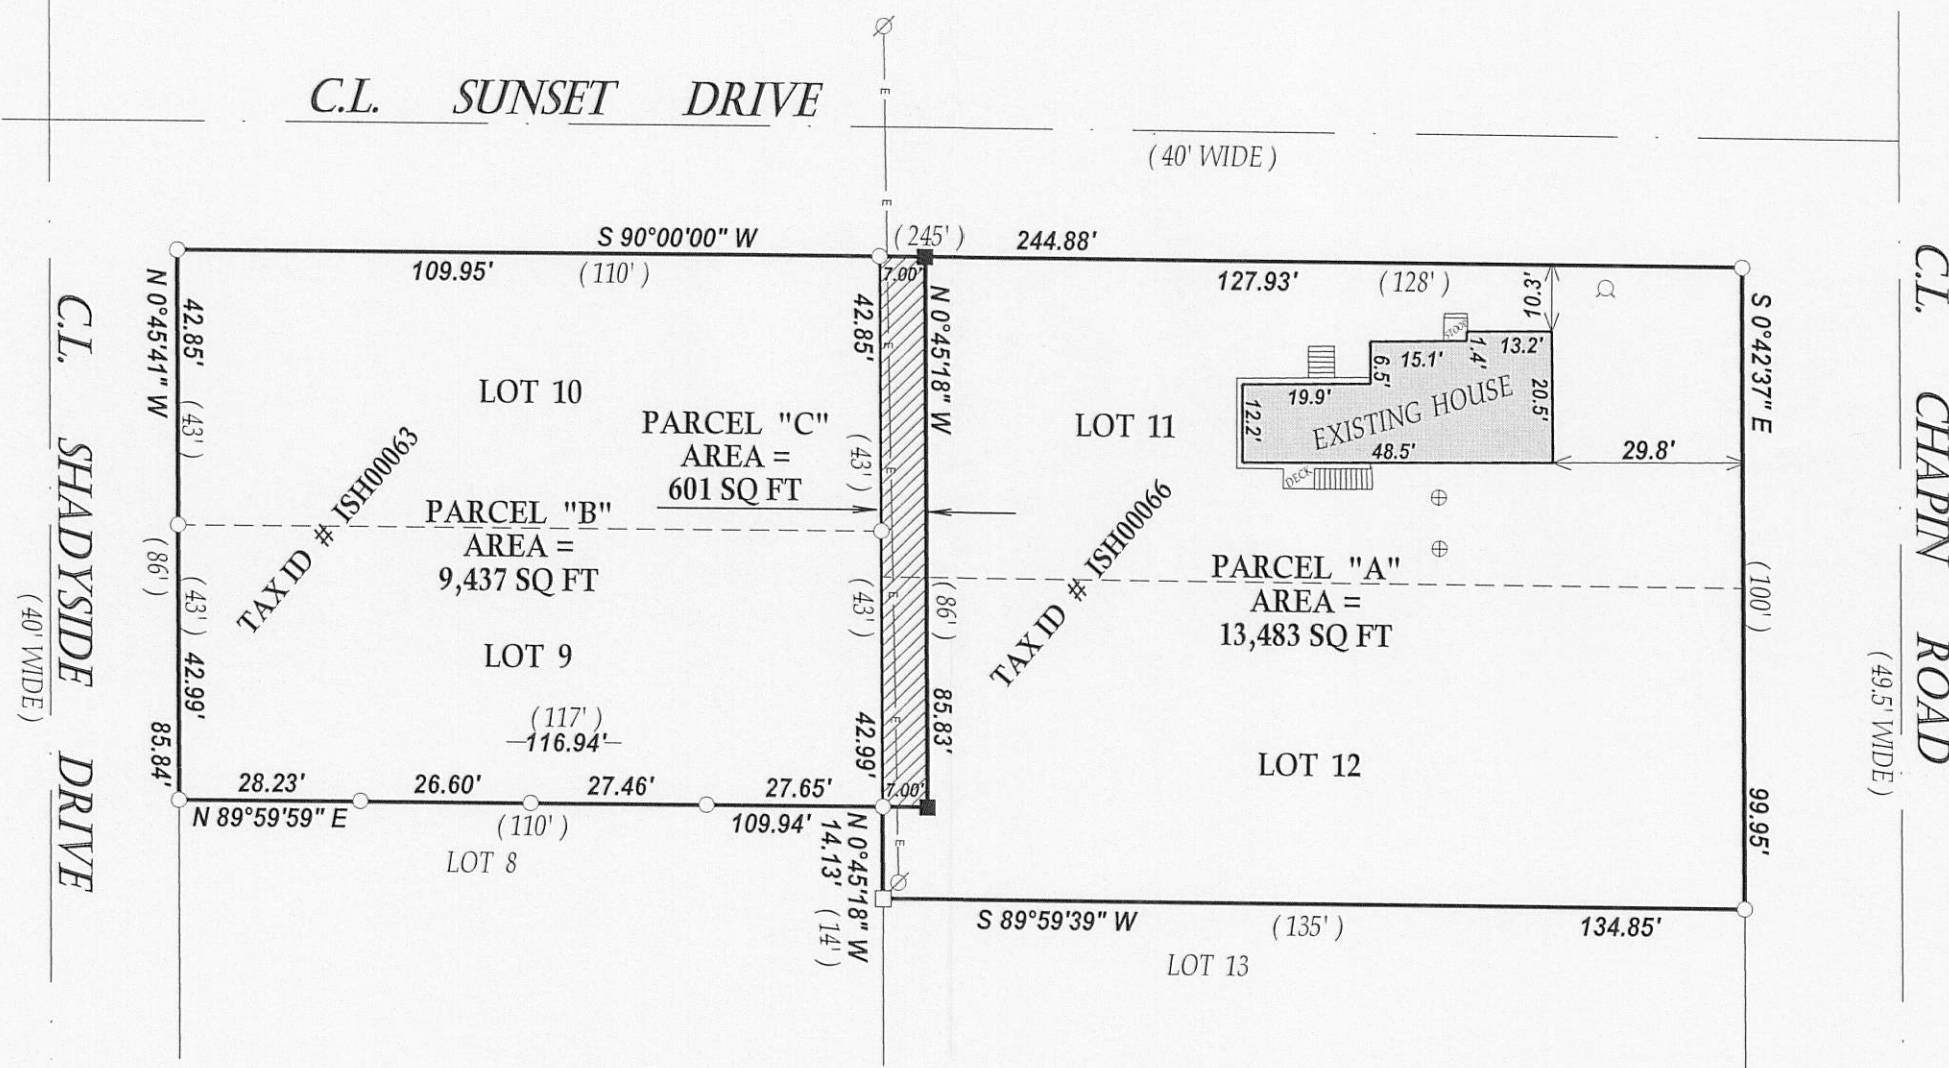 C.L. SUNSET DRIVE
( 40' WIDE )
E
E
S 90°00'00" W
( 245' )
244.88'
109.95'
( 110' )
7.00'
127.93'
( 128' )
10.3'
N 0°45'41" W
42.85'
( 43' )
42.85'
N 0°45'18" W
S 0°42'37" E
C.L. SHADYSIDE DRIVE
( 40' WIDE )
C.L. CHAPIN ROAD
( 49.5' WIDE )
LOT 10
PARCEL "C"
AREA =
601 SQ FT
( 43' )
E
E
LOT 11
STOOP
15.1'
1.4'
13.2'
6.5'
19.9'
12.2'
20.5'
EXISTING HOUSE
48.5'
DECK
29.8'
TAX ID # ISH00063
PARCEL "B"
AREA =
9,437 SQ FT
( 86' )
( 43' )
( 43' )
E
( 86' )
TAX ID # ISH00066
PARCEL "A"
AREA =
13,483 SQ FT
( 100' )
LOT 9
42.99'
85.84'
( 117' )
116.94'
42.99'
E
85.83'
LOT 12
99.95'
28.23'
26.60'
27.46'
27.65'
7.00'
N 89°59'59" E
( 110' )
109.94'
LOT 8
N 0°45'18" W
14.13' ( 14' )
E
S 89°59'39" W
( 135' )
134.85'
LOT 13